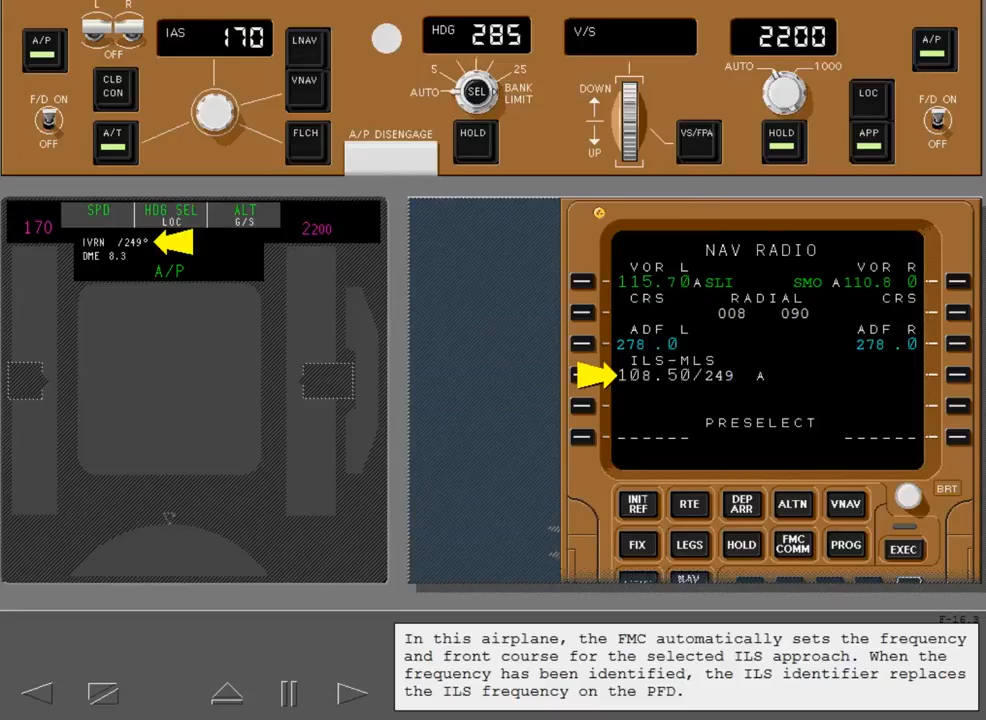 L R
A/P
IAS 170
LNAV
HDG 285
V/S
2200
A/P
OFF
CLB CON
VNAV
5 25
AUTO SEL BANK LIMIT
DOWN
AUTO 1000
LOC
F/D ON
OFF
A/T
FLCH
A/P DISENGAGE
HOLD
UP
VS/FPA
HOLD
APP
F/D ON
OFF
SPD HDG SEL ALT
LOC G/S
170 2200
IVRN /249°
DME 8.3
A/P
NAV RADIO
VOR L VOR R
115.70A SLI SMO A110.8 0
CRS RADIAL CRS
008 090
ADF L ADF R
278 .0 278 .0
ILS-MLS
108.50/249 A
PRESELECT
------ ------
INIT REF RTE DEP ARR ALTN VNAV
BRT
FIX LEGS HOLD FMC COMM PROG EXEC
NAV
In this airplane, the FMC automatically sets the frequency
and front course for the selected ILS approach. When the
frequency has been identified, the ILS identifier replaces
the ILS frequency on the PFD.